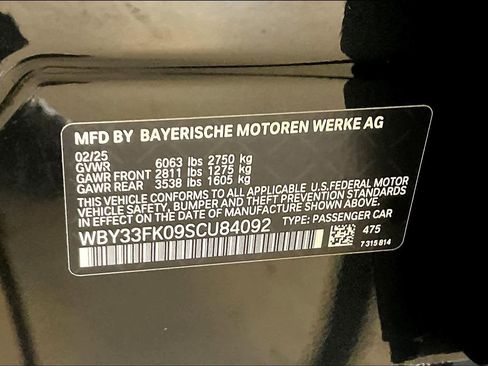 MFD BY BAYERISCHE MOTOREN WERKE AG
02/25
GVWR 6063 lbs 2750 kg
GAWR FRONT 2811 lbs 1275 kg
GAWR REAR 3538 lbs 1605 kg
THIS VEHICLE CONFORMS TO ALL APPLICABLE U.S. FEDERAL MOTOR
VEHICLE SAFETY, BUMPER AND THEFT PREVENTION STANDARDS
IN EFFECT ON THE DATE OF MANUFACTURE SHOWN ABOVE.
WBY33FK09SCU84092 TYPE: PASSENGER CAR
475
7 315 814